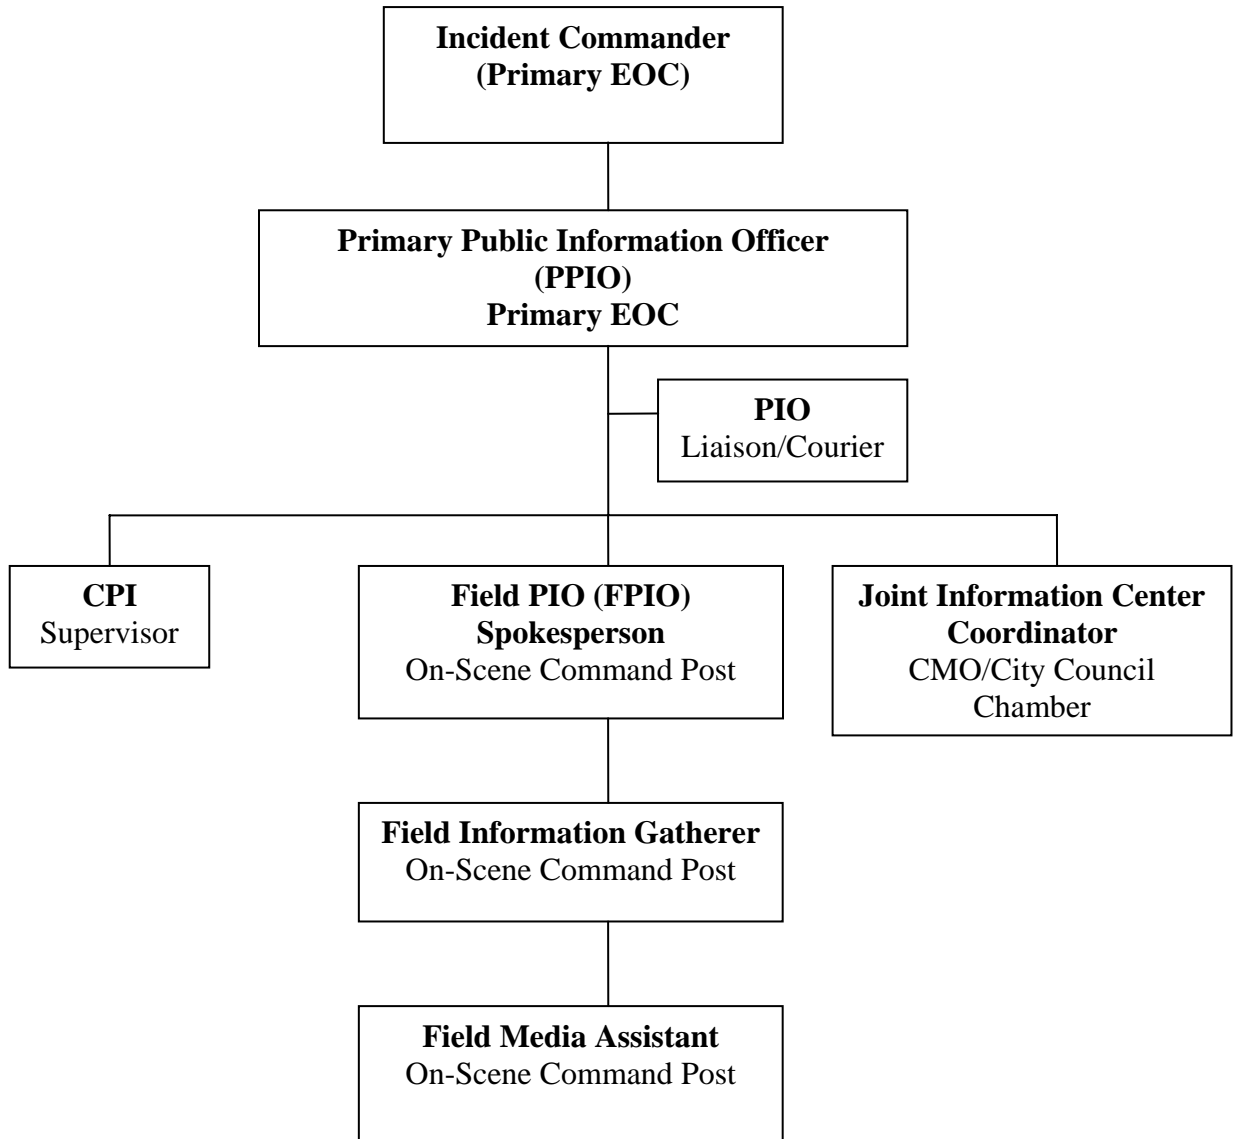 Incident Commander
(Primary EOC)
Primary Public Information Officer
(PPIO)
Primary EOC
PIO
Liaison/Courier
CPI
Supervisor
Field PIO (FPIO)
Spokesperson
On-Scene Command Post
Joint Information Center
Coordinator
CMO/City Council
Chamber
Field Information Gatherer
On-Scene Command Post
Field Media Assistant
On-Scene Command Post